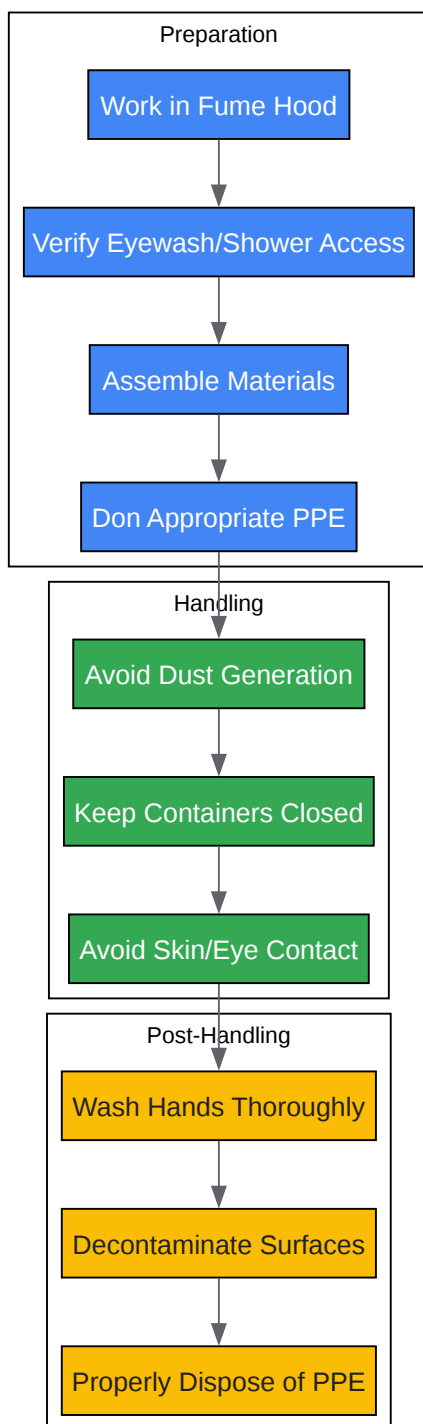 Preparation
Work in Fume Hood
Verify Eyewash/Shower Access
Assemble Materials
Don Appropriate PPE
Handling
Avoid Dust Generation
Keep Containers Closed
Avoid Skin/Eye Contact
Post-Handling
Wash Hands Thoroughly
Decontaminate Surfaces
Properly Dispose of PPE